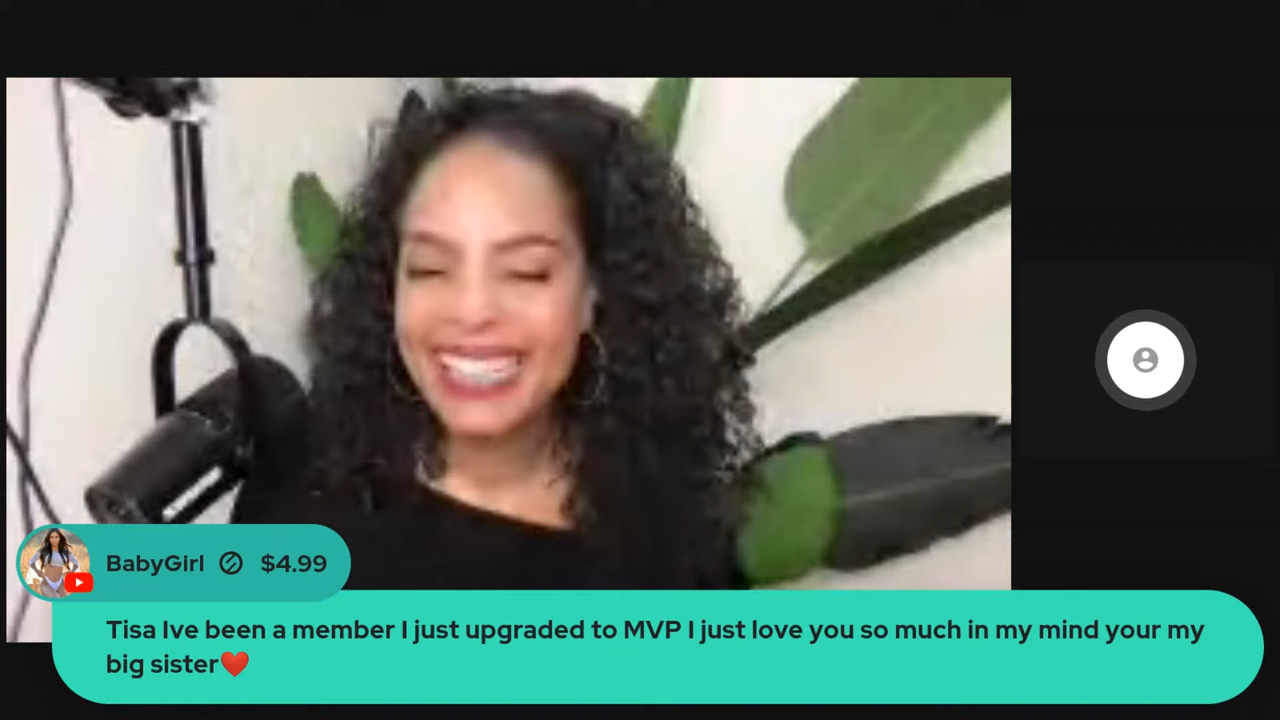 BabyGirl $4.99
Tisa Ive been a member I just upgraded to MVP I just love you so much in my mind your my
big sister❤️